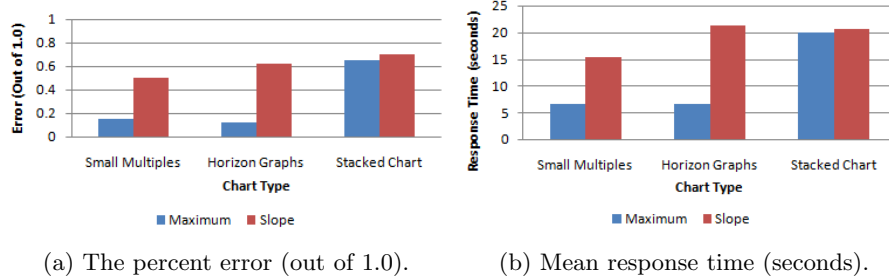 Error (Out of 1.0)
1
0.8
0.6
0.4
0.2
0
Small Multiples Horizon Graphs Stacked Chart
Chart Type
Maximum Slope
(a) The percent error (out of 1.0).
Response Time (seconds)
25
20
15
10
5
0
Small Multiples Horizon Graphs Stacked Chart
Chart Type
Maximum Slope
(b) Mean response time (seconds).